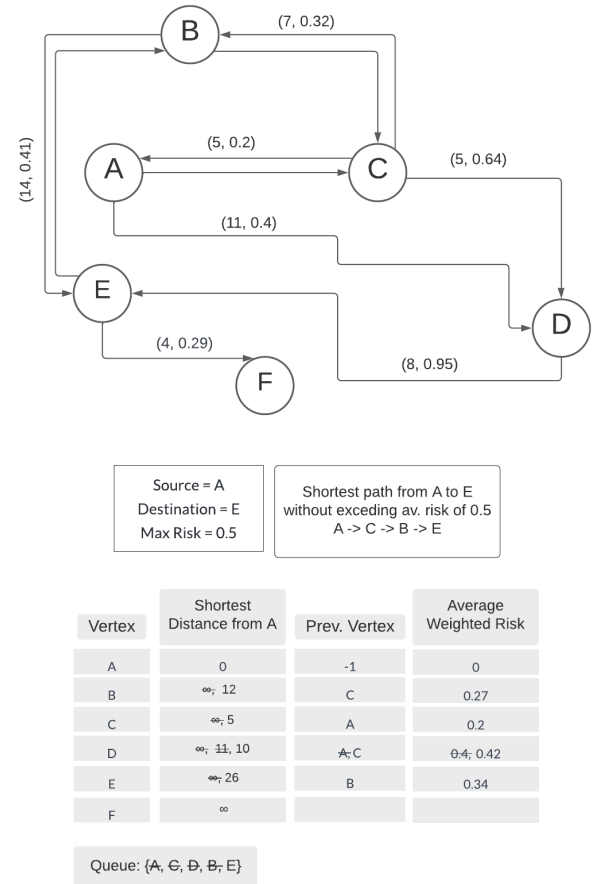 B
(7, 0.32)
(14, 0.41)
A
(5, 0.2)
C
(5, 0.64)
(11, 0.4)
E
D
(4, 0.29)
F
(8, 0.95)
Source = A
Destination = E
Max Risk = 0.5
Shortest path from A to E
without exceding av. risk of 0.5
A -> C -> B -> E
Vertex
Shortest
Distance from A
Prev. Vertex
Average
Weighted Risk
A 0 -1 0
B ∞, 12 C 0.27
C ∞, 5 A 0.2
D ∞, 11, 10 A, C 0.4, 0.42
E ∞, 26 B 0.34
F ∞
Queue: {A, C, D, B, E}